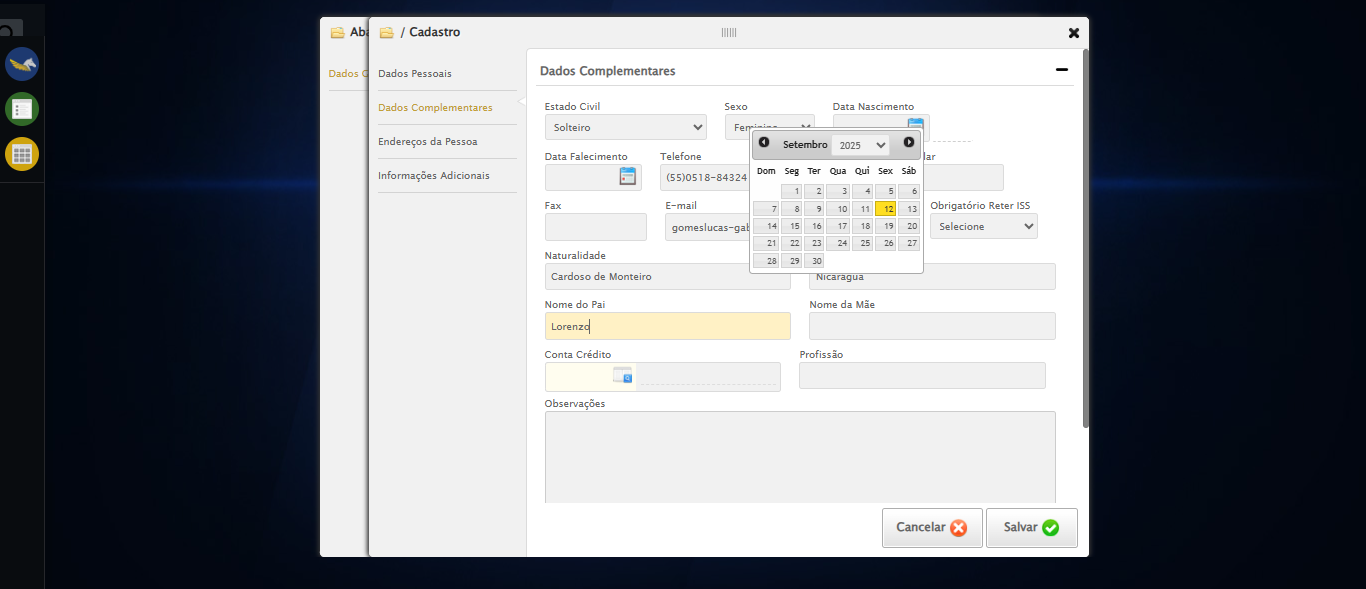 Aba / Cadastro
Dados C
Dados Pessoais
Dados Complementares
Endereços da Pessoa
Informações Adicionais
Dados Complementares
Estado Civil Sexo Data Nascimento
Solteiro Feminino
Data Falecimento Telefone lar
(55)0518-84324
Fax E-mail Obrigatório Reter ISS
gomeslucas-gab Selecione
Setembro 2025
Dom Seg Ter Qua Qui Sex Sáb
1 2 3 4 5 6
7 8 9 10 11 12 13
14 15 16 17 18 19 20
21 22 23 24 25 26 27
28 29 30
Naturalidade
Cardoso de Monteiro Nicarágua
Nome do Pai Nome da Mãe
Lorenzo
Conta Crédito Profissão
Observações
Cancelar Salvar